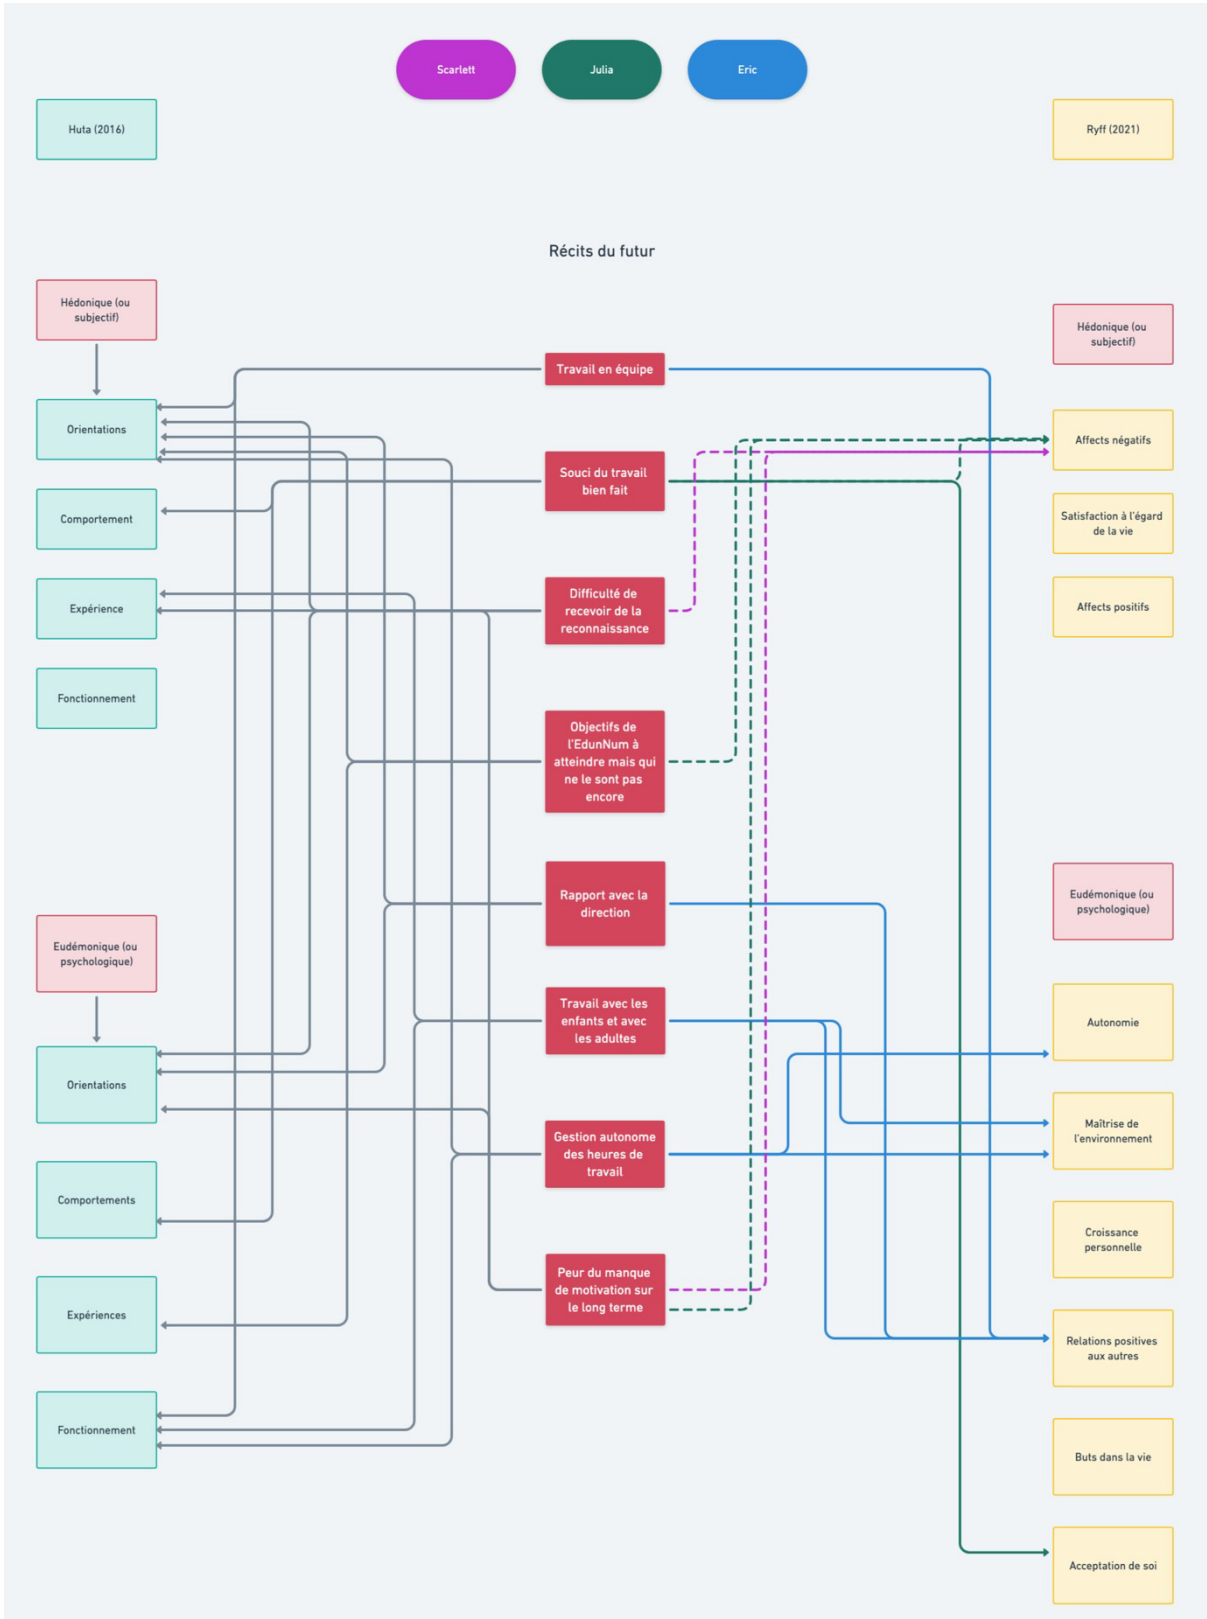 Scarlett
Julia
Eric
Huta (2016)
Ryff (2021)
Récits du futur
Hédonique (ou
subjectif)
Orientations
Comportement
Expérience
Fonctionnement
Eudémonique (ou
psychologique)
Orientations
Comportements
Expériences
Fonctionnement
Travail en équipe
Souci du travail
bien fait
Difficulté de
recevoir de la
reconnaissance
Objectifs de
l'EdunNum à
atteindre mais qui
ne le sont pas
encore
Rapport avec la
direction
Travail avec les
enfants et avec
les adultes
Gestion autonome
des heures de
travail
Peur du manque
de motivation sur
le long terme
Hédonique (ou
subjectif)
Affects négatifs
Satisfaction à l'égard
de la vie
Affects positifs
Eudémonique (ou
psychologique)
Autonomie
Maîtrise de
l'environnement
Croissance
personnelle
Relations positives
aux autres
Buts dans la vie
Acceptation de soi